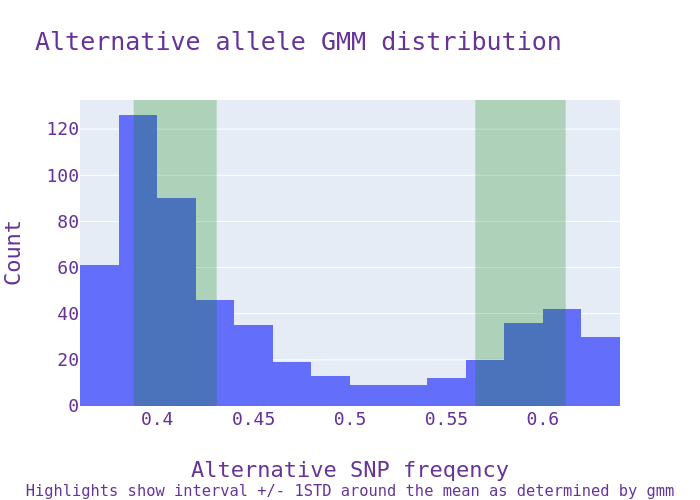 Alternative allele GMM distribution
Count
120
100
80
60
40
20
0
0.4 0.45 0.5 0.55 0.6
Alternative SNP freqency
Highlights show interval +/- 1STD around the mean as determined by gmm